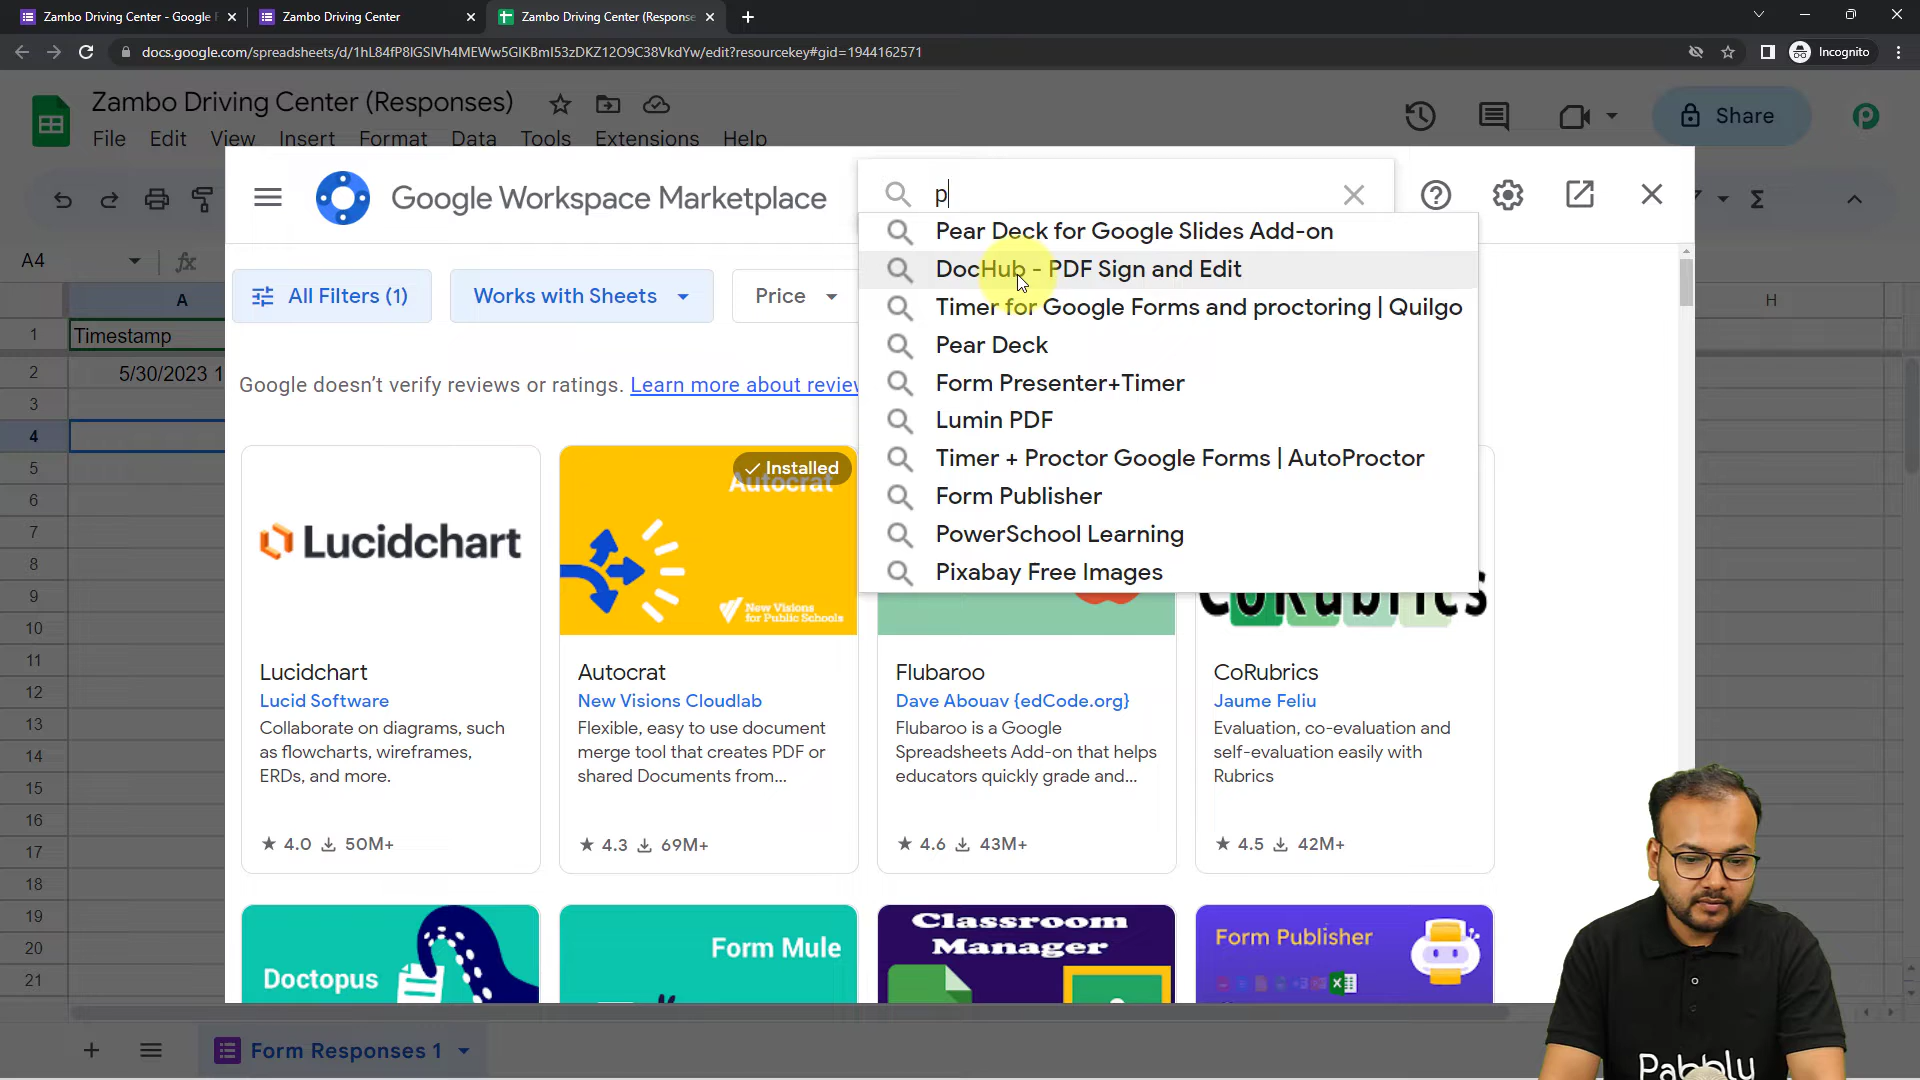 Zambo Driving Center - Google F
Zambo Driving Center
Zambo Driving Center (Response
docs.google.com/spreadsheets/d/1hL84fP8lGSlVh4MEWw5GlKBmI53zDKZ12O9C38VkdYw/edit?resourcekey#gid=1944162571
Incognito
Zambo Driving Center (Responses)
File Edit View Insert Format Data Tools Extensions Help
Share
Google Workspace Marketplace
p
Pear Deck for Google Slides Add-on
DocHub - PDF Sign and Edit
Timer for Google Forms and proctoring | Quilgo
Pear Deck
Form Presenter+Timer
Lumin PDF
Timer + Proctor Google Forms | AutoProctor
Form Publisher
PowerSchool Learning
Pixabay Free Images
A4
fx
All Filters (1)
Works with Sheets
Price
A
H
1 Timestamp
2 5/30/2023 1
3
4
5
6
7
8
9
10
11
12
13
14
15
16
17
18
19
20
21
Google doesn't verify reviews or ratings. Learn more about review
Lucidchart
Installed
Autocrat
New Visions
for Public Schools
CoRubrics
Lucidchart
Lucid Software
Collaborate on diagrams, such
as flowcharts, wireframes,
ERDs, and more.
4.0 50M+
Autocrat
New Visions Cloudlab
Flexible, easy to use document
merge tool that creates PDF or
shared Documents from...
4.3 69M+
Flubaroo
Dave Abouav {edCode.org}
Flubaroo is a Google
Spreadsheets Add-on that helps
educators quickly grade and...
4.6 43M+
CoRubrics
Jaume Feliu
Evaluation, co-evaluation and
self-evaluation easily with
Rubrics
4.5 42M+
Doctopus
Form Mule
Classroom
Manager
Form Publisher
Form Responses 1
Pabbly